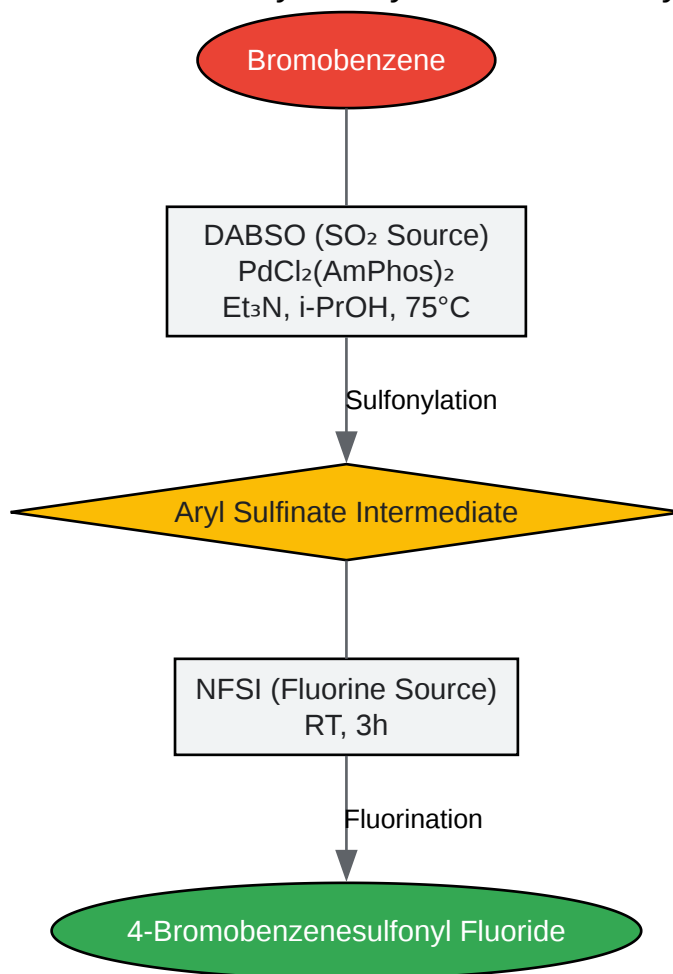 Bromobenzene
DABSO (SO₂ Source)
PdCl₂(AmPhos)₂
Et₃N, i-PrOH, 75°C
Sulfonylation
Aryl Sulfinate Intermediate
NFSI (Fluorine Source)
RT, 3h
Fluorination
4-Bromobenzenesulfonyl Fluoride